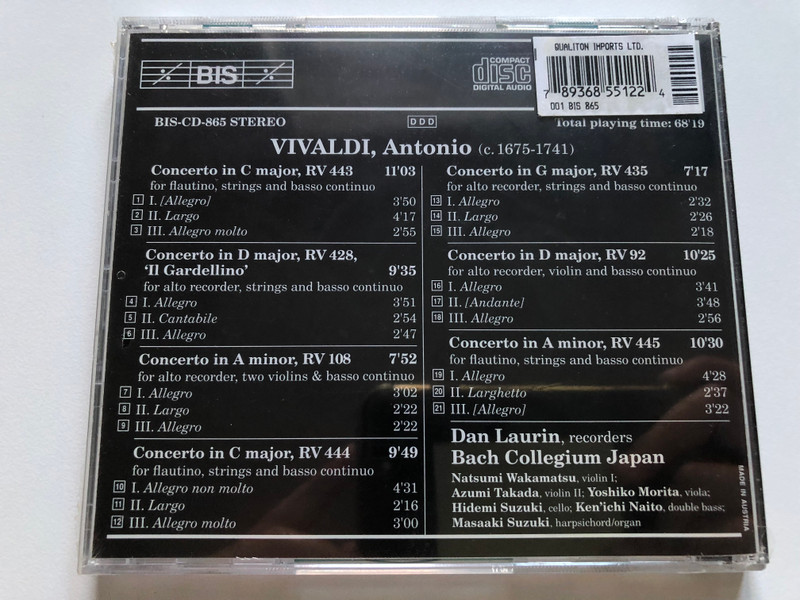 BIS
COMPACT
disc
DIGITAL AUDIO
QUALITON IMPORTS LTD.
7 89368 55122 4
001 BIS 865
BIS-CD-865 STEREO
DDD
Total playing time: 68'19
VIVALDI, Antonio (c. 1675-1741)
Concerto in C major, RV 443 11'03
for flautino, strings and basso continuo
1 I. [Allegro] 3'50
2 II. Largo 4'17
3 III. Allegro molto 2'55
Concerto in D major, RV 428,
‘Il Gardellino’ 9'35
for alto recorder, strings and basso continuo
4 I. Allegro 3'51
5 II. Cantabile 2'54
6 III. Allegro 2'47
Concerto in A minor, RV 108 7'52
for alto recorder, two violins & basso continuo
7 I. Allegro 3'02
8 II. Largo 2'22
9 III. Allegro 2'22
Concerto in C major, RV 444 9'49
for flautino, strings and basso continuo
10 I. Allegro non molto 4'31
11 II. Largo 2'16
12 III. Allegro molto 3'00
Concerto in G major, RV 435 7'17
for alto recorder, strings and basso continuo
13 I. Allegro 2'32
14 II. Largo 2'26
15 III. Allegro 2'18
Concerto in D major, RV 92 10'25
for alto recorder, violin and basso continuo
16 I. Allegro 3'41
17 II. [Andante] 3'48
18 III. Allegro 2'56
Concerto in A minor, RV 445 10'30
for flautino, strings and basso continuo
19 I. Allegro 4'28
20 II. Larghetto 2'37
21 III. [Allegro] 3'22
Dan Laurin, recorders
Bach Collegium Japan
Natsumi Wakamatsu, violin I;
Azumi Takada, violin II; Yoshiko Morita, viola;
Hidemi Suzuki, cello; Ken'ichi Naito, double bass;
Masaaki Suzuki, harpsichord/organ
MADE IN AUSTRIA